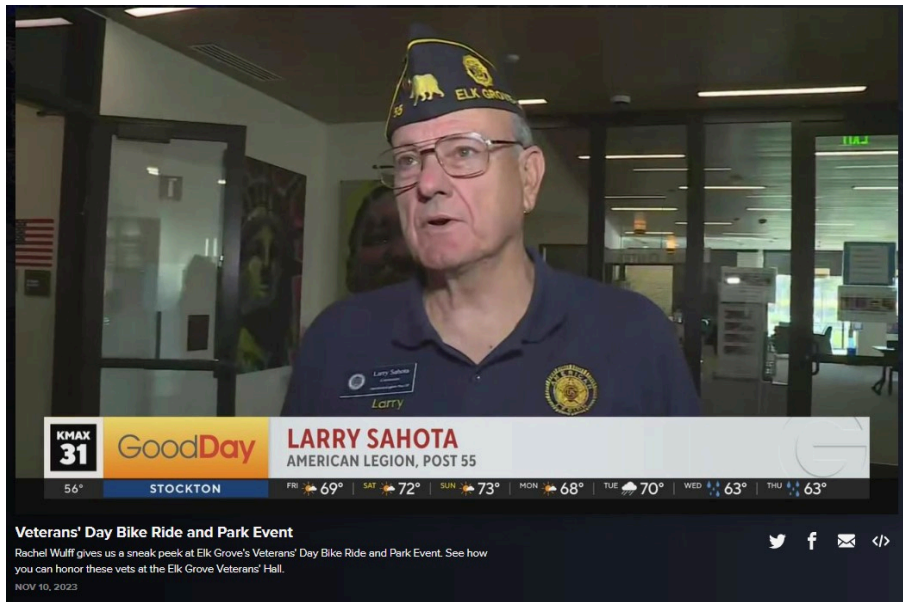 55
ELK GROVE
EXIT
Larry Sahota
Larry
AMERICAN
LEGION
KMAX
31
GoodDay
LARRY SAHOTA
AMERICAN LEGION, POST 55
56° STOCKTON FRI 69° SAT 72° SUN 73° MON 68° TUE 70° WED 63° THU 63°
Veterans' Day Bike Ride and Park Event
Rachel Wulff gives us a sneak peek at Elk Grove's Veterans' Day Bike Ride and Park Event. See how
you can honor these vets at the Elk Grove Veterans' Hall.
NOV 10, 2023